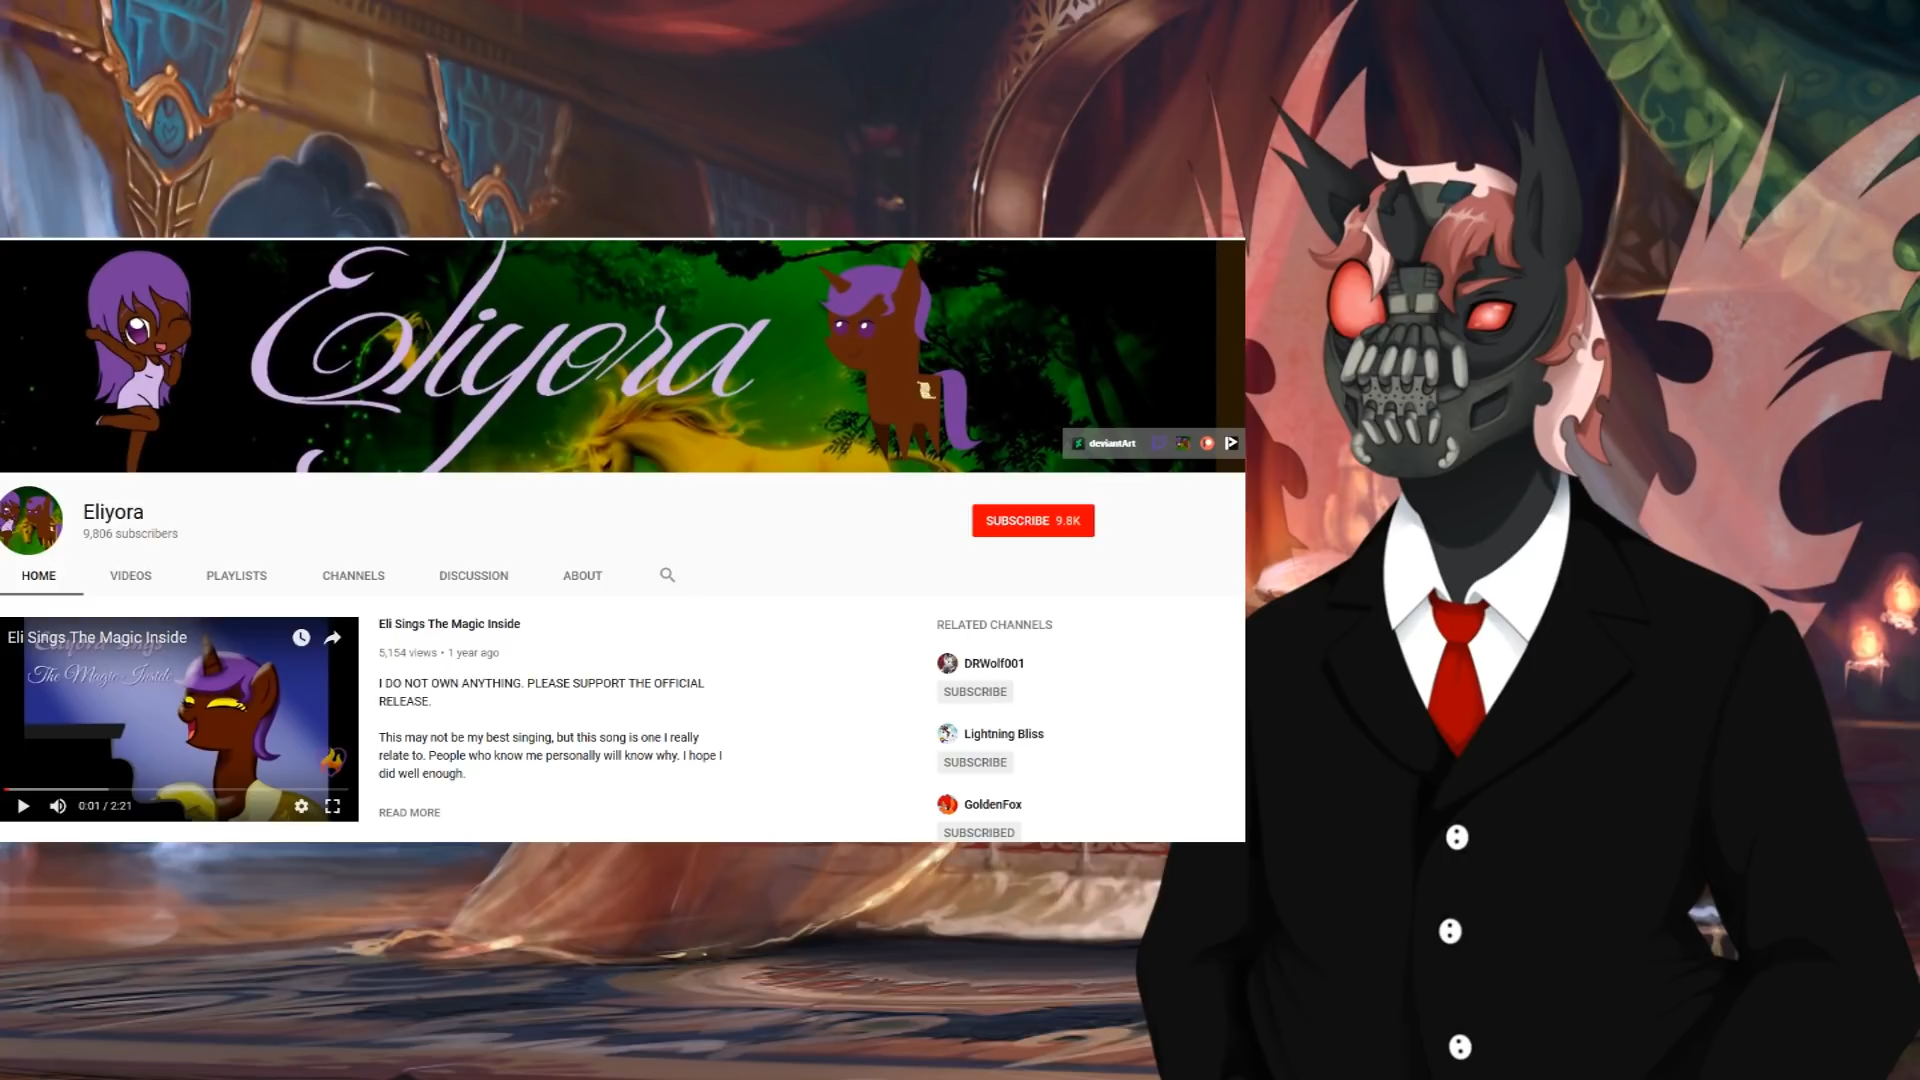 Eliyora
deviantArt
Eliyora
9,806 subscribers
SUBSCRIBE 9.8K
HOME VIDEOS PLAYLISTS CHANNELS DISCUSSION ABOUT
Eli Sings The Magic Inside
Eliyora sings
The Magic Inside
0:01 / 2:21
Eli Sings The Magic Inside
5,154 views • 1 year ago
I DO NOT OWN ANYTHING. PLEASE SUPPORT THE OFFICIAL
RELEASE.
This may not be my best singing, but this song is one I really
relate to. People who know me personally will know why. I hope I
did well enough.
READ MORE
RELATED CHANNELS
DRWolf001
SUBSCRIBE
Lightning Bliss
SUBSCRIBE
GoldenFox
SUBSCRIBED